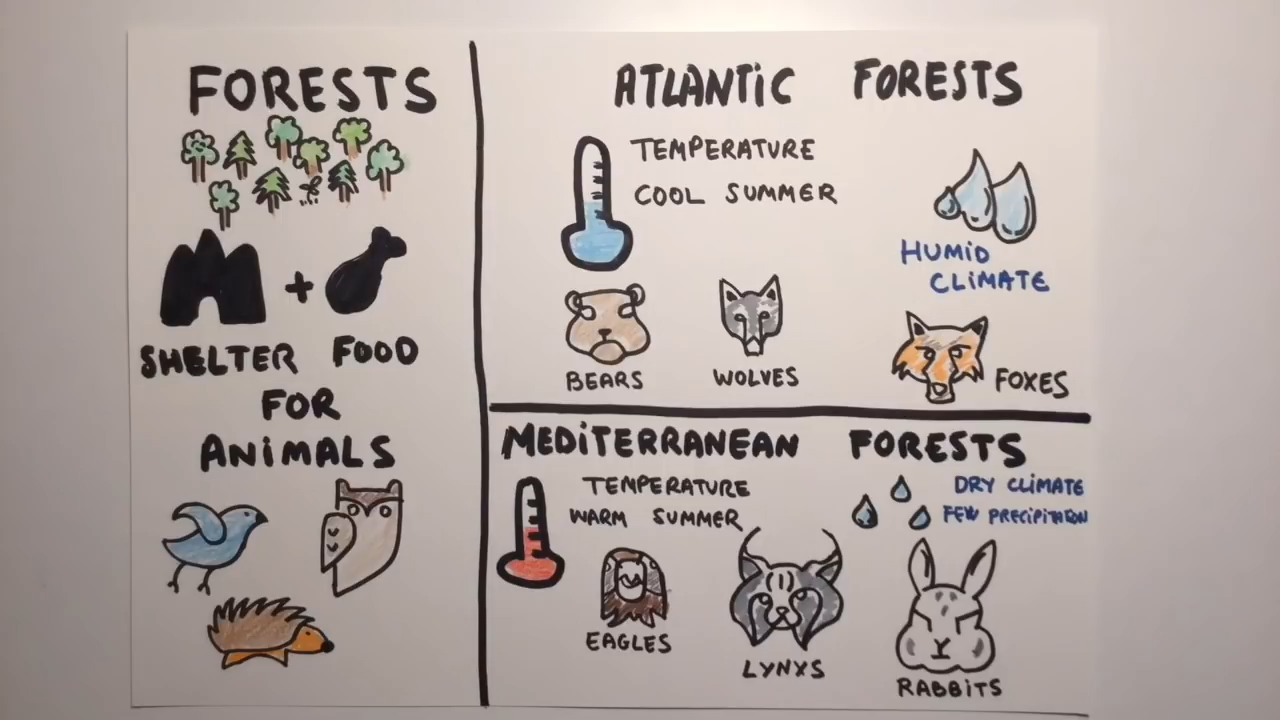 FORESTS
+
SHELTER FOOD
FOR
ANIMALS
ATLANTIC FORESTS
TEMPERATURE
COOL SUMMER
HUMID
CLIMATE
BEARS
WOLVES
FOXES
MEDITERRANEAN FORESTS
TEMPERATURE
WARM SUMMER
DRY CLIMATE
FEW PRECIPITATION
EAGLES
LYNXS
RABBITS